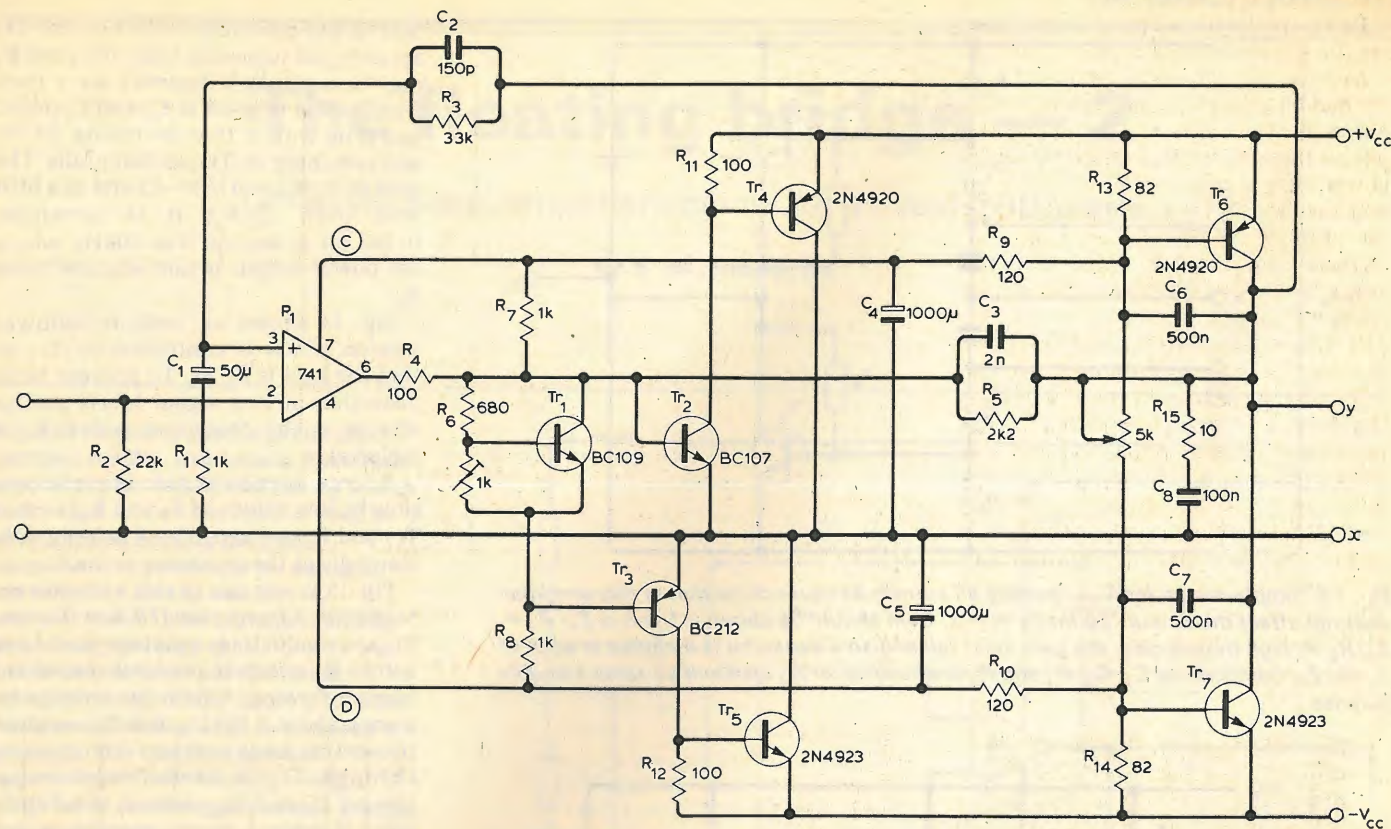 C2
150p
R3
33k
+Vcc
R11
100
Tr4
2N4920
R13
82
Tr6
2N4920
C
R9
120
C6
500n
R7
1k
C4
1000µ
C3
2n
P1
3
+
7
741
6
2
−
4
C1
50µ
R4
100
R6
680
Tr1
BC109
Tr2
BC107
R5
2k2
5k
R15
10
y
C8
100n
R2
22k
R1
1k
1k
x
Tr3
BC212
C5
1000µ
C7
500n
R8
1k
D
R10
120
Tr5
2N4923
Tr7
2N4923
R12
100
R14
82
−Vcc